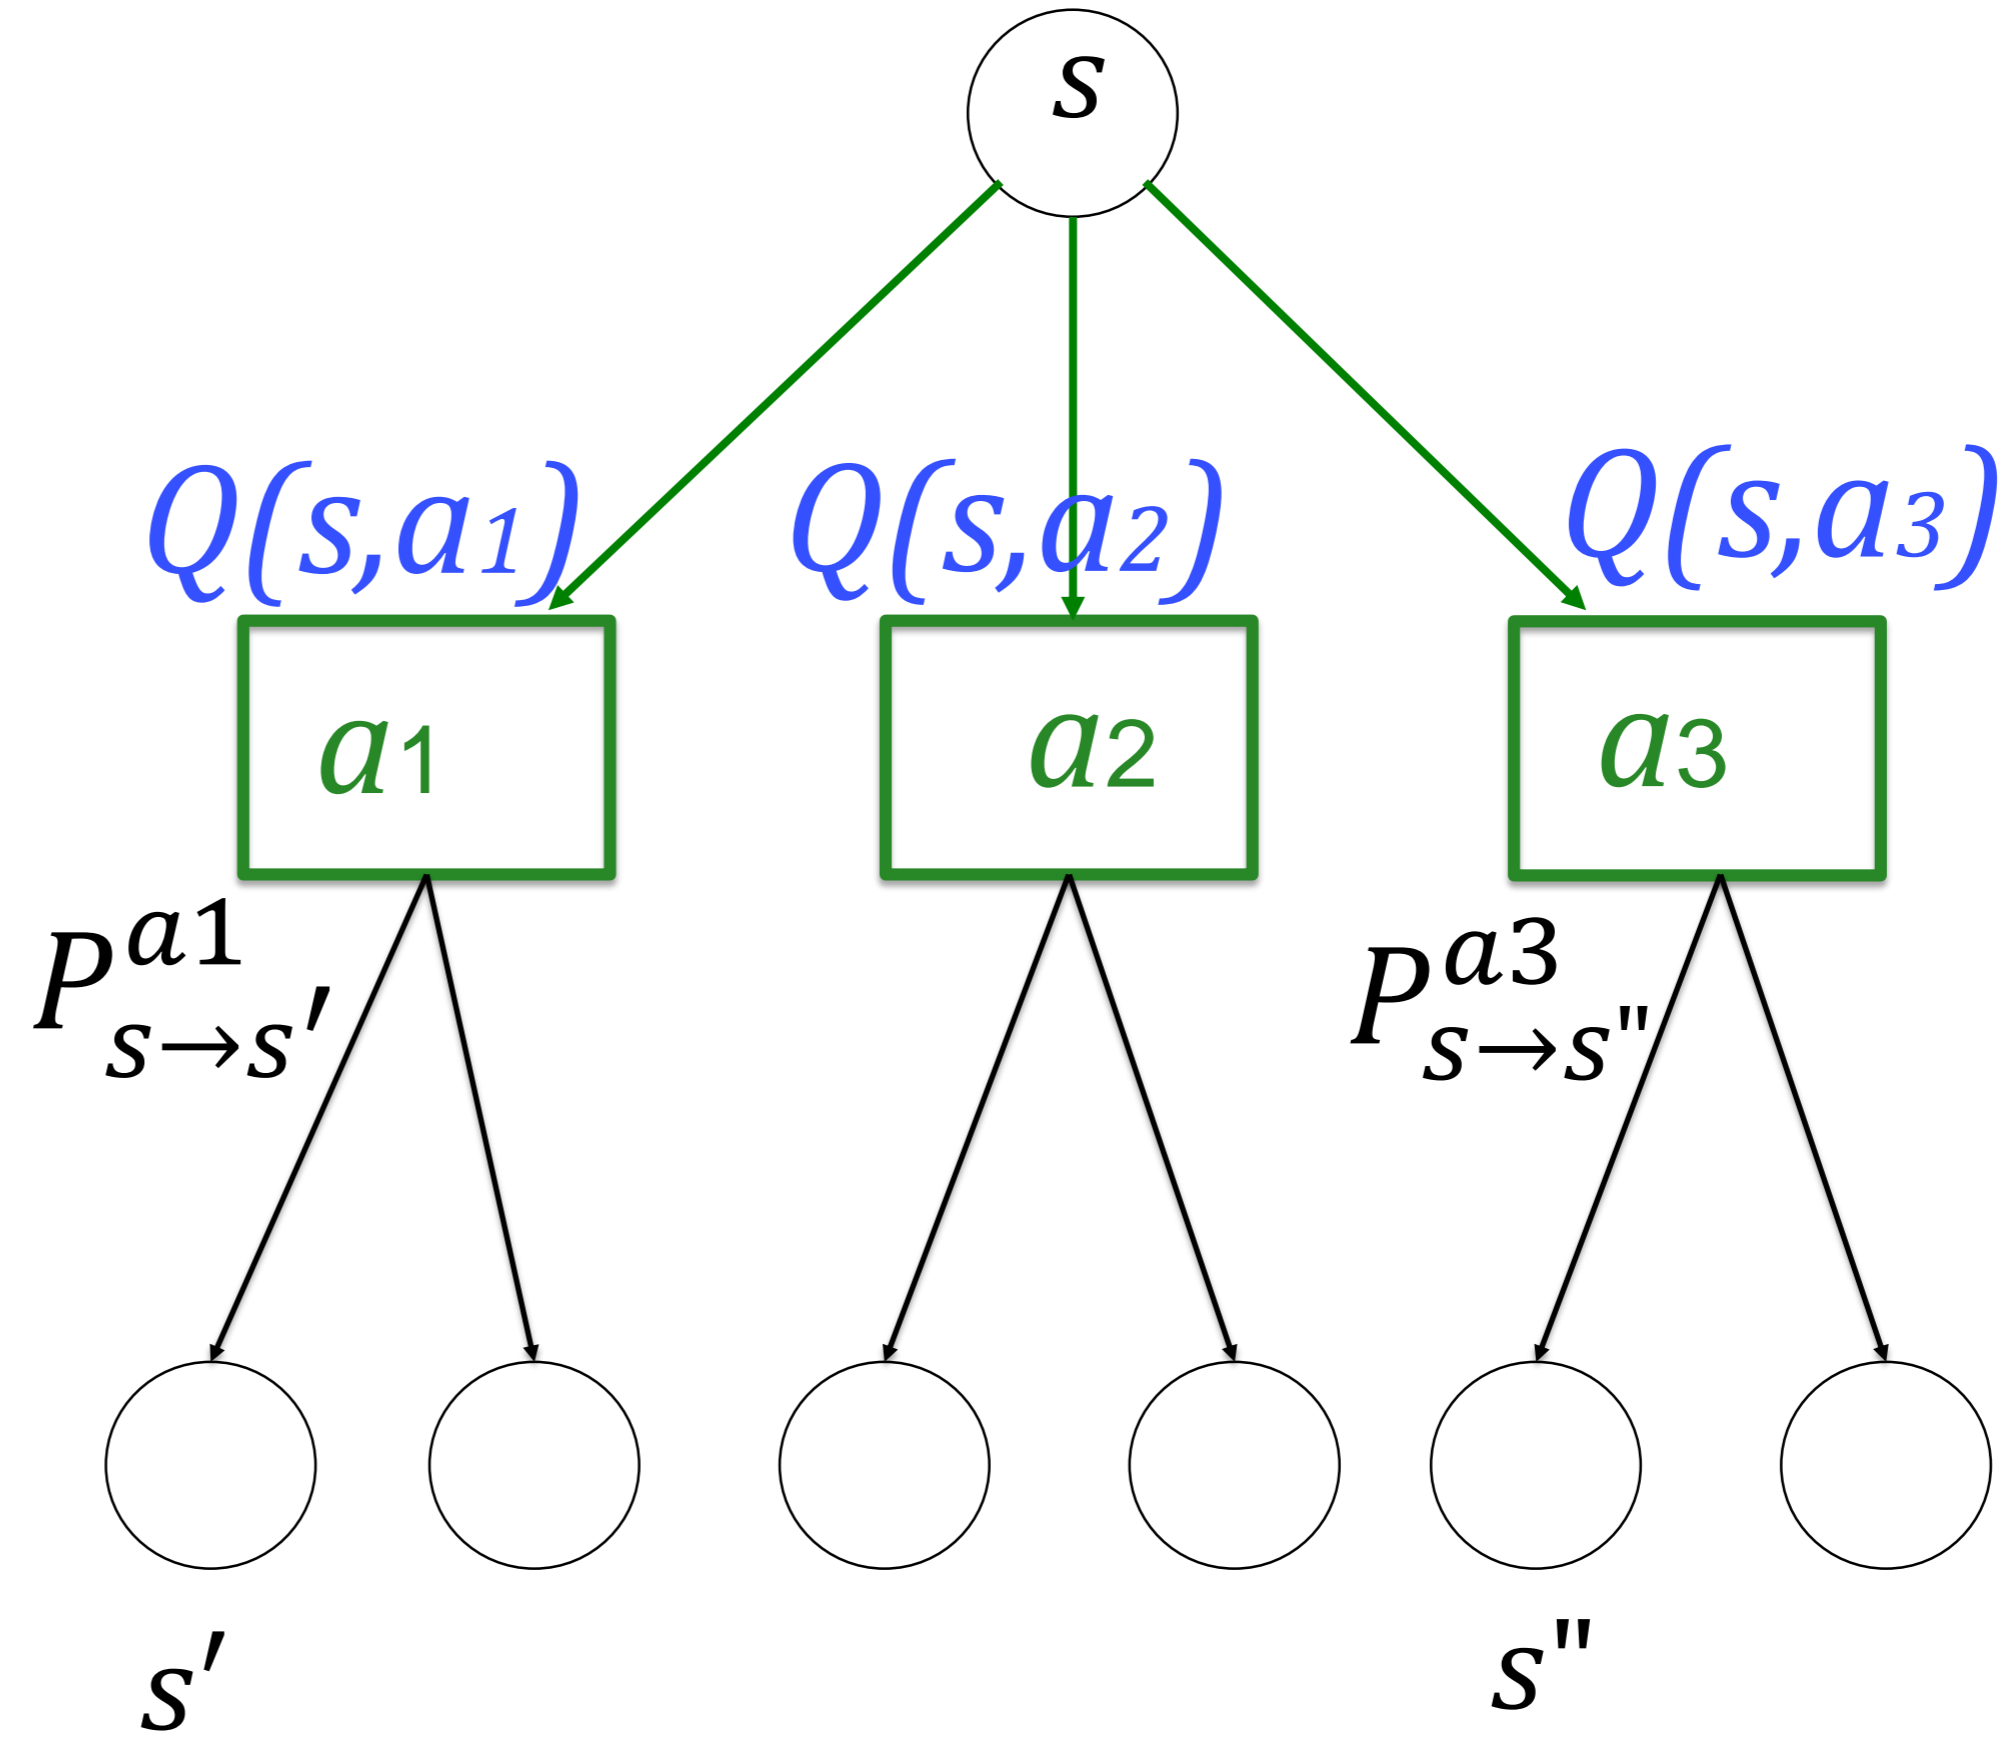 s
Q(s,a1) Q(s,a2) Q(s,a3)
a1 a2 a3
P^{a1}_{s→s'} P^{a3}_{s→s"}
s' s"